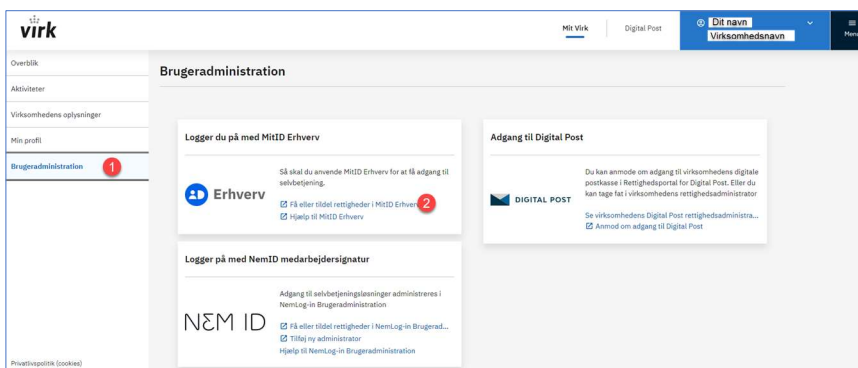 virk
Mit Virk
Digital Post
Dit navn
Virksomhedsnavn
Menu
Overblik
Aktiviteter
Virksomhedens oplysninger
Min profil
Brugeradministration
1
Brugeradministration
Logger du på med MitID Erhverv
Erhverv
Så skal du anvende MitID Erhverv for at få adgang til
selvbetjening.
Få eller tildel rettigheder i MitID Erhverv
2
Hjælp til MitID Erhverv
Adgang til Digital Post
DIGITAL POST
Du kan anmode om adgang til virksomhedens digitale
postkasse i Rettighedsportal for Digital Post. Eller du
kan tage fat i virksomhedens rettighedsadministrator
Se virksomhedens Digital Post rettighedsadministra...
Anmod om adgang til Digital Post
Logger på med NemID medarbejdersignatur
NEM ID
Adgang til selvbetjeningsløsninger administreres i
NemLog-in Brugeradministration
Få eller tildel rettigheder i NemLog-in Brugerad...
Tilføj ny administrator
Hjælp til NemLog-in Brugeradministration
Privatlivspolitik (cookies)